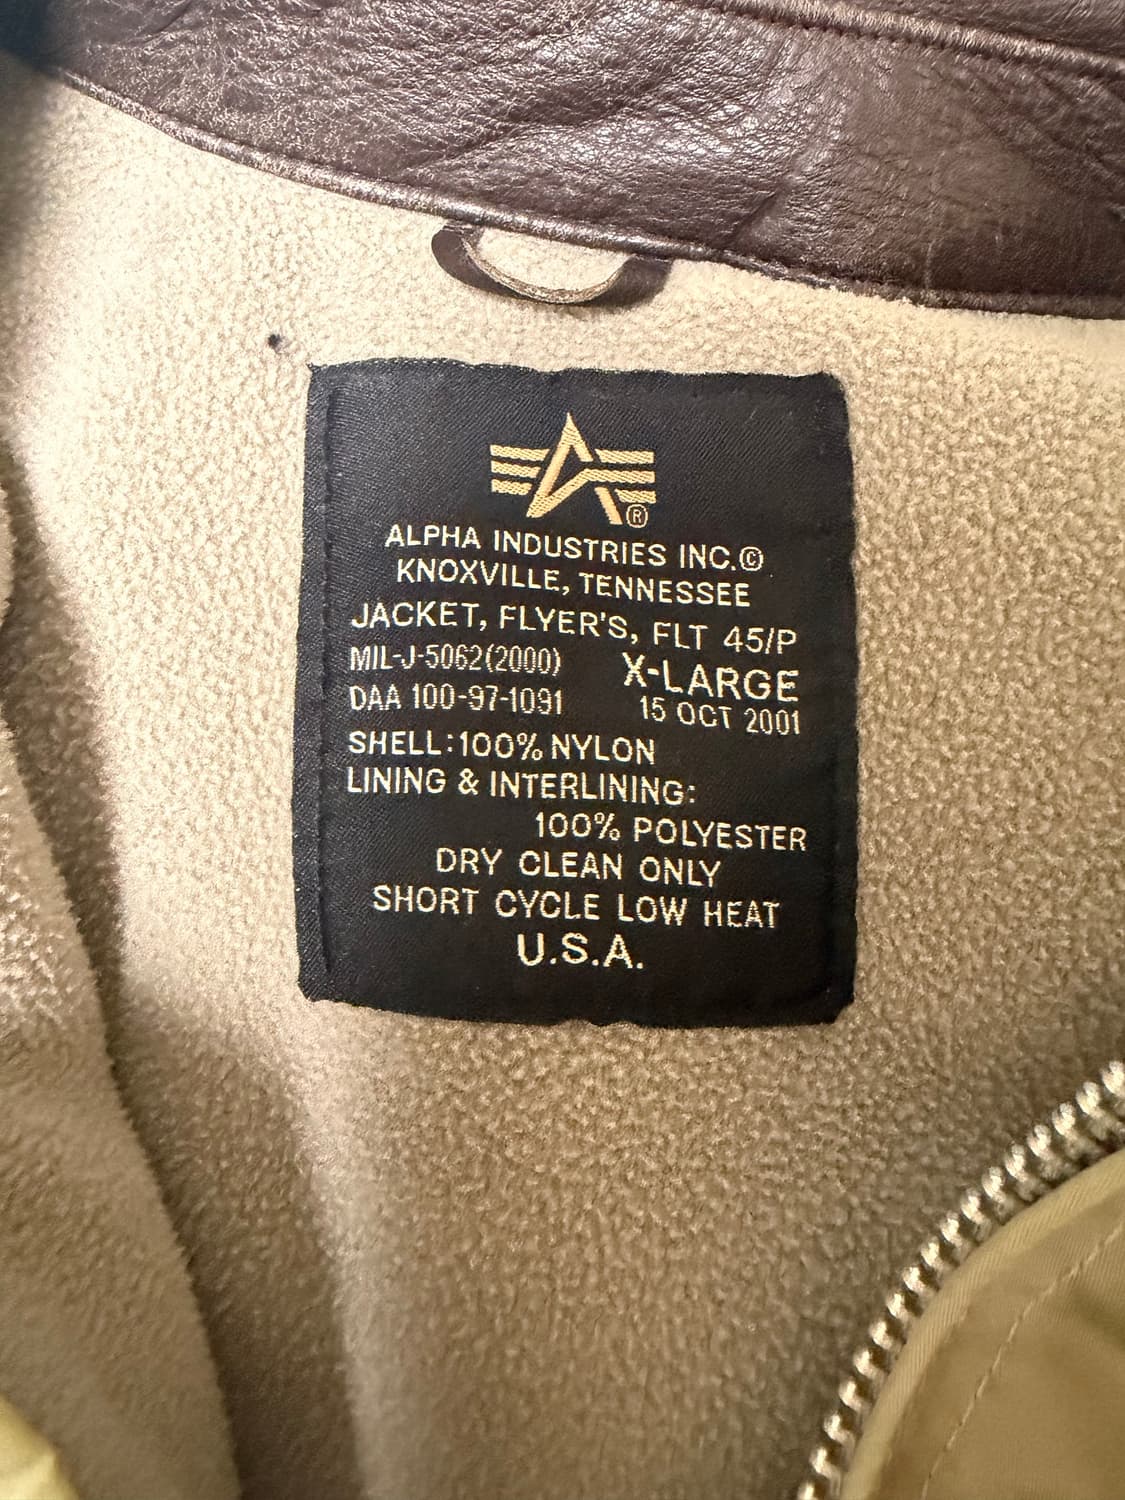 ®
ALPHA INDUSTRIES INC.©
KNOXVILLE, TENNESSEE
JACKET, FLYER'S, FLT 45/P
MIL-J-5062(2000) X-LARGE
DAA 100-97-1091 15 OCT 2001
SHELL: 100% NYLON
LINING & INTERLINING:
100% POLYESTER
DRY CLEAN ONLY
SHORT CYCLE LOW HEAT
U.S.A.